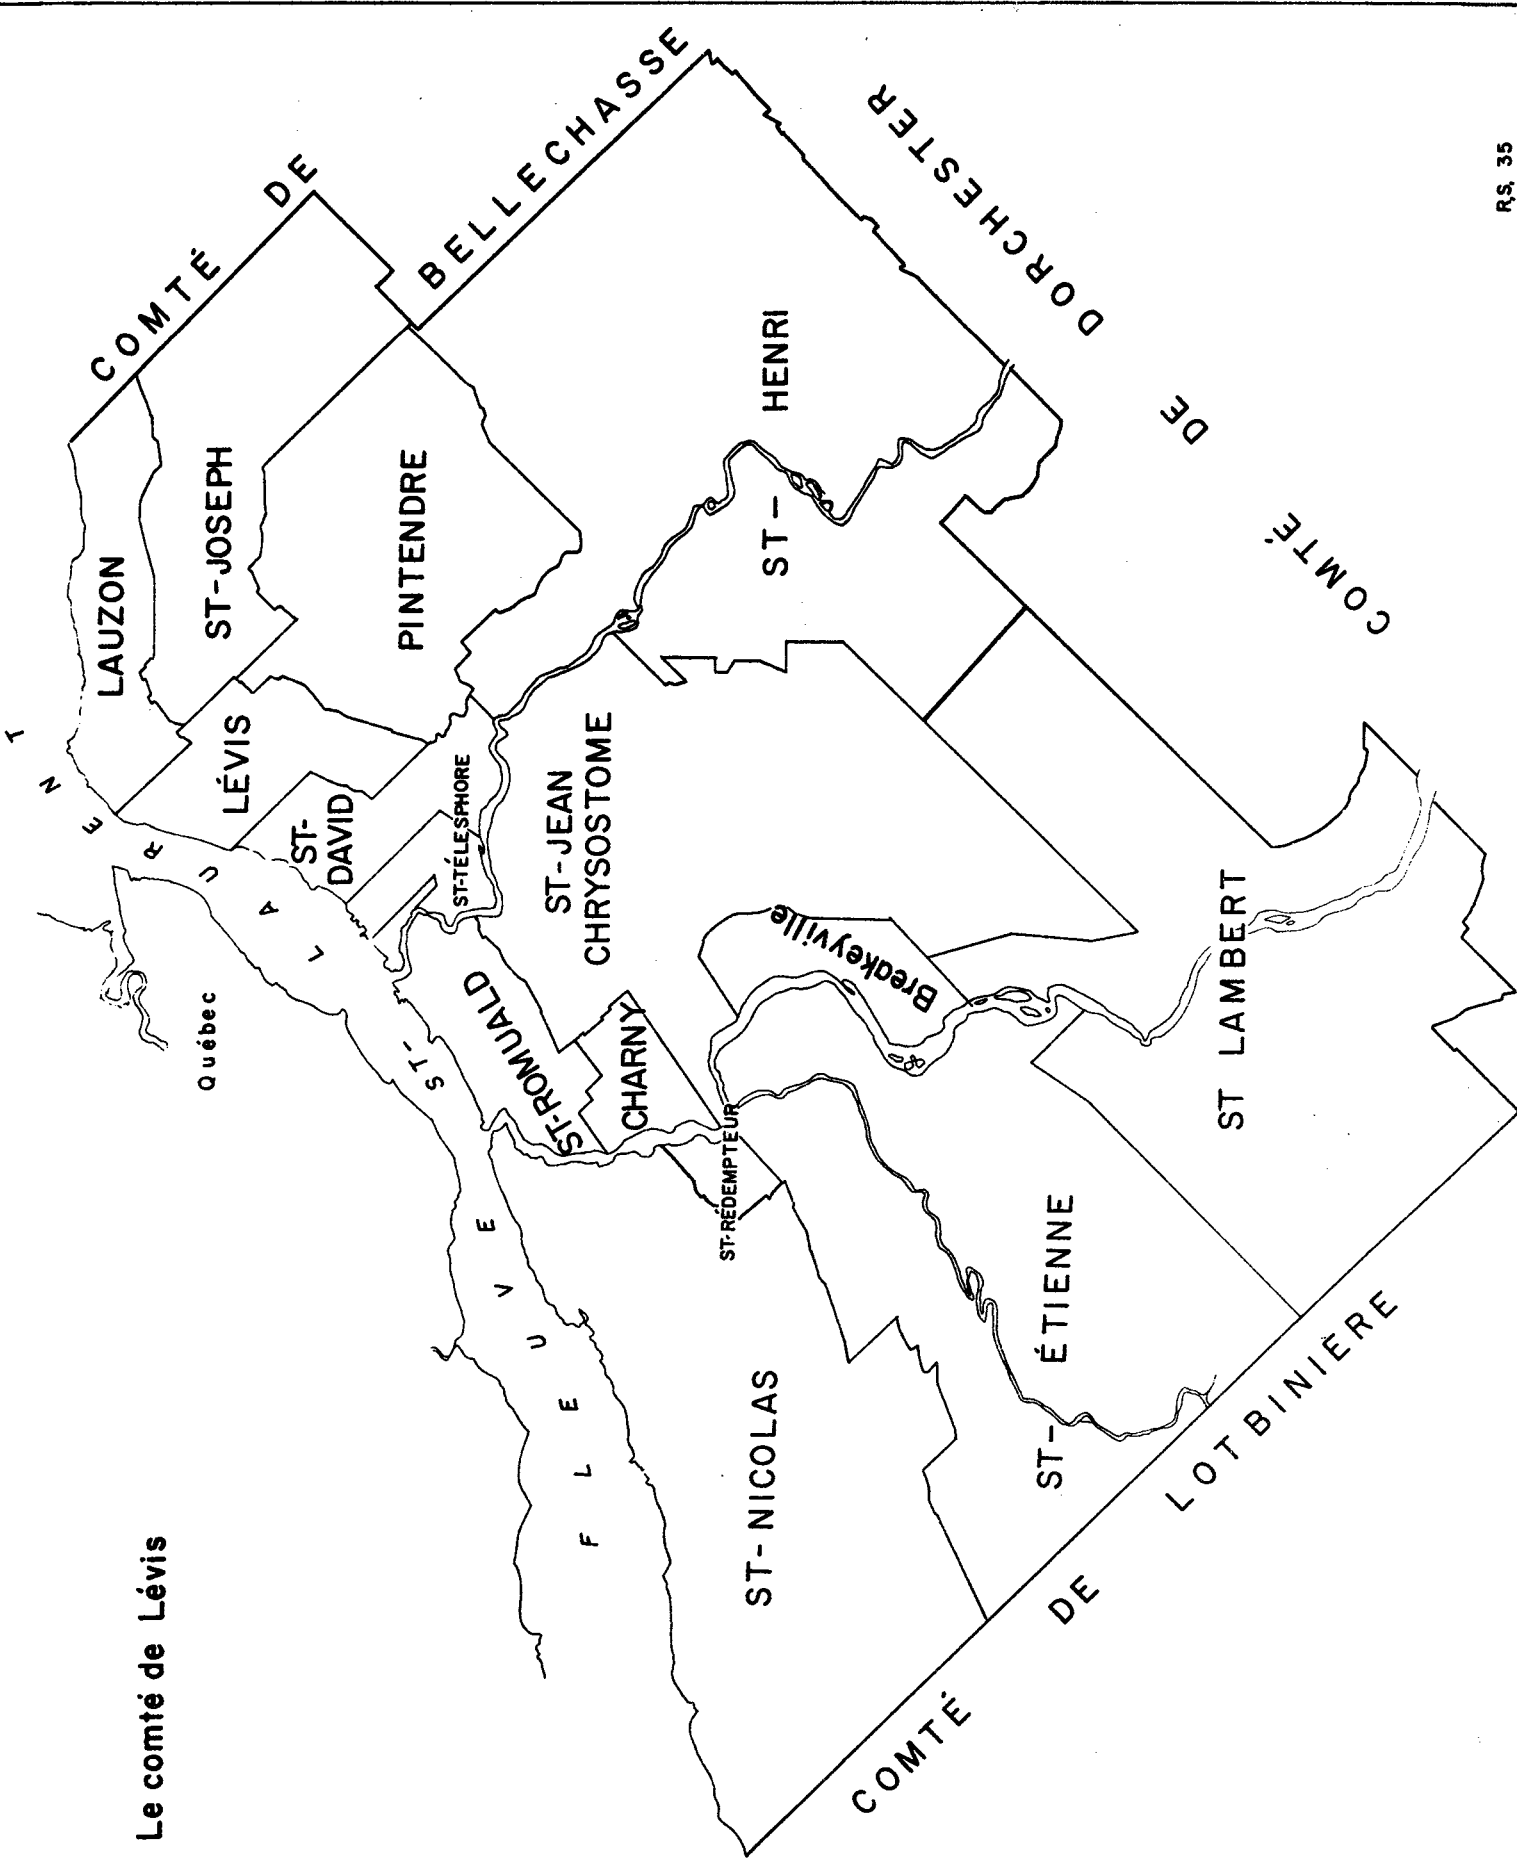 Le comté de Lévis
Québec
FLEUVE ST-LAURENT
COMTÉ DE BELLECHASSE
COMTÉ DE DORCHESTER
COMTÉ DE LOTBINIÈRE
LAUZON
ST-JOSEPH
PINTENDRE
LÉVIS
ST-
DAVID
ST-TÉLESPHORE
ST-JEAN
CHRYSOSTOME
ST-HENRI
ST-ROMUALD
CHARNY
Breakeyville
ST-RÉDEMPTEUR
ST-NICOLAS
ST-ÉTIENNE
ST LAMBERT
R.S. 35